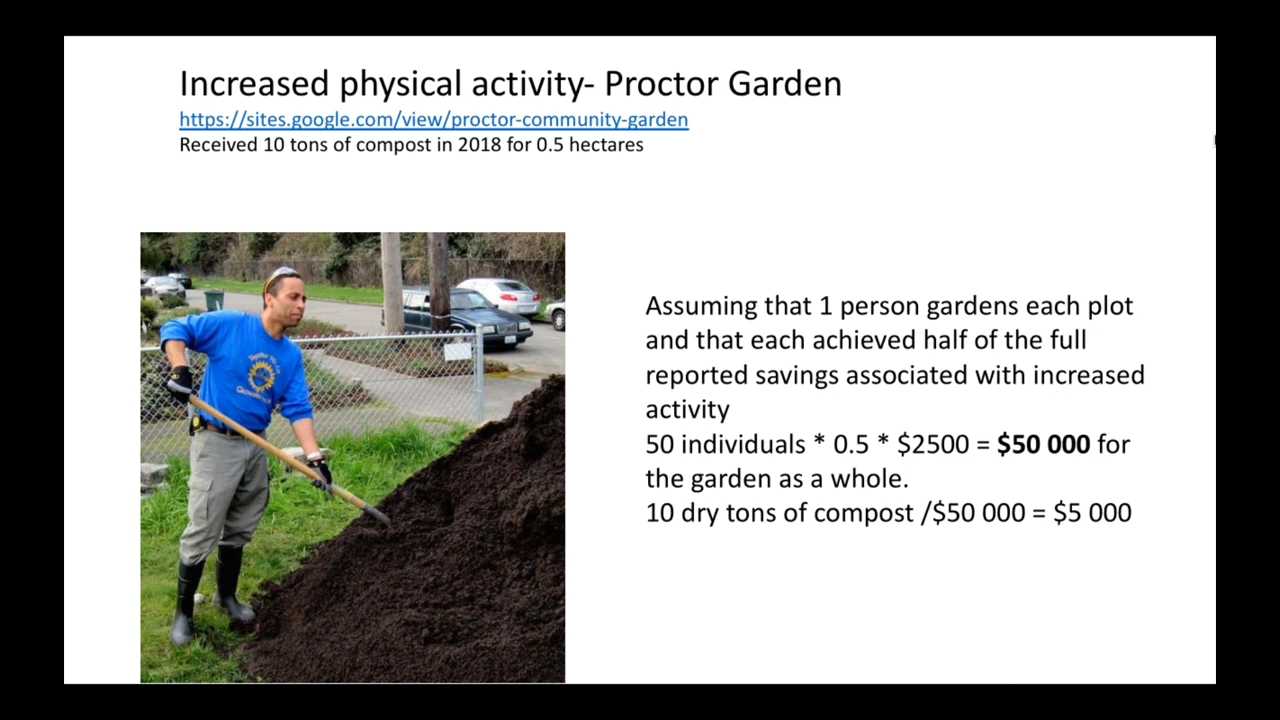 Increased physical activity- Proctor Garden
https://sites.google.com/view/proctor-community-garden
Received 10 tons of compost in 2018 for 0.5 hectares
Assuming that 1 person gardens each plot
and that each achieved half of the full
reported savings associated with increased
activity
50 individuals * 0.5 * $2500 = $50 000 for
the garden as a whole.
10 dry tons of compost /$50 000 = $5 000